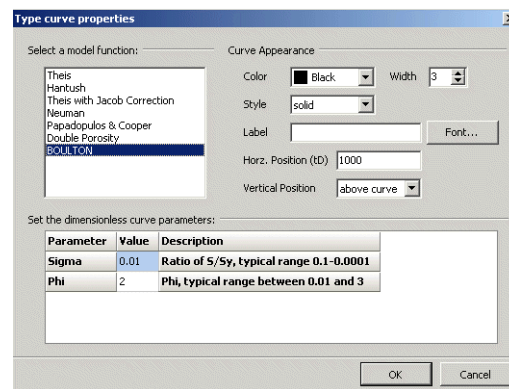 Type curve properties
Select a model function:
Theis
Hantush
Theis with Jacob Correction
Neuman
Papadopulos & Cooper
Double Porosity
BOULTON
Curve Appearance
Color Black Width 3
Style solid
Label Font...
Horz. Position (tD) 1000
Vertical Position above curve
Set the dimensionless curve parameters:
Parameter Value Description
Sigma 0.01 Ratio of S/Sy, typical range 0.1-0.0001
Phi 2 Phi, typical range between 0.01 and 3
OK Cancel